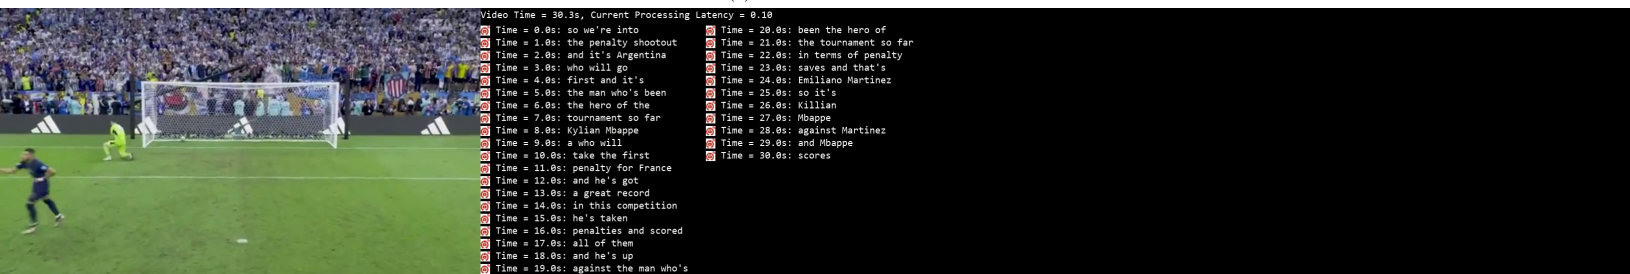 Video Time = 30.3s, Current Processing Latency = 0.10
Time = 0.0s: so we're into
Time = 1.0s: the penalty shootout
Time = 2.0s: and it's Argentina
Time = 3.0s: who will go
Time = 4.0s: first and it's
Time = 5.0s: the man who's been
Time = 6.0s: the hero of the
Time = 7.0s: tournament so far
Time = 8.0s: Kylian Mbappe
Time = 9.0s: a who will
Time = 10.0s: take the first
Time = 11.0s: penalty for France
Time = 12.0s: and he's got
Time = 13.0s: a great record
Time = 14.0s: in this competition
Time = 15.0s: he's taken
Time = 16.0s: penalties and scored
Time = 17.0s: all of them
Time = 18.0s: and he's up
Time = 19.0s: against the man who's
Time = 20.0s: been the hero of
Time = 21.0s: the tournament so far
Time = 22.0s: in terms of penalty
Time = 23.0s: saves and that's
Time = 24.0s: Emiliano Martinez
Time = 25.0s: so it's
Time = 26.0s: Killian
Time = 27.0s: Mbappe
Time = 28.0s: against Martinez
Time = 29.0s: and Mbappe
Time = 30.0s: scores